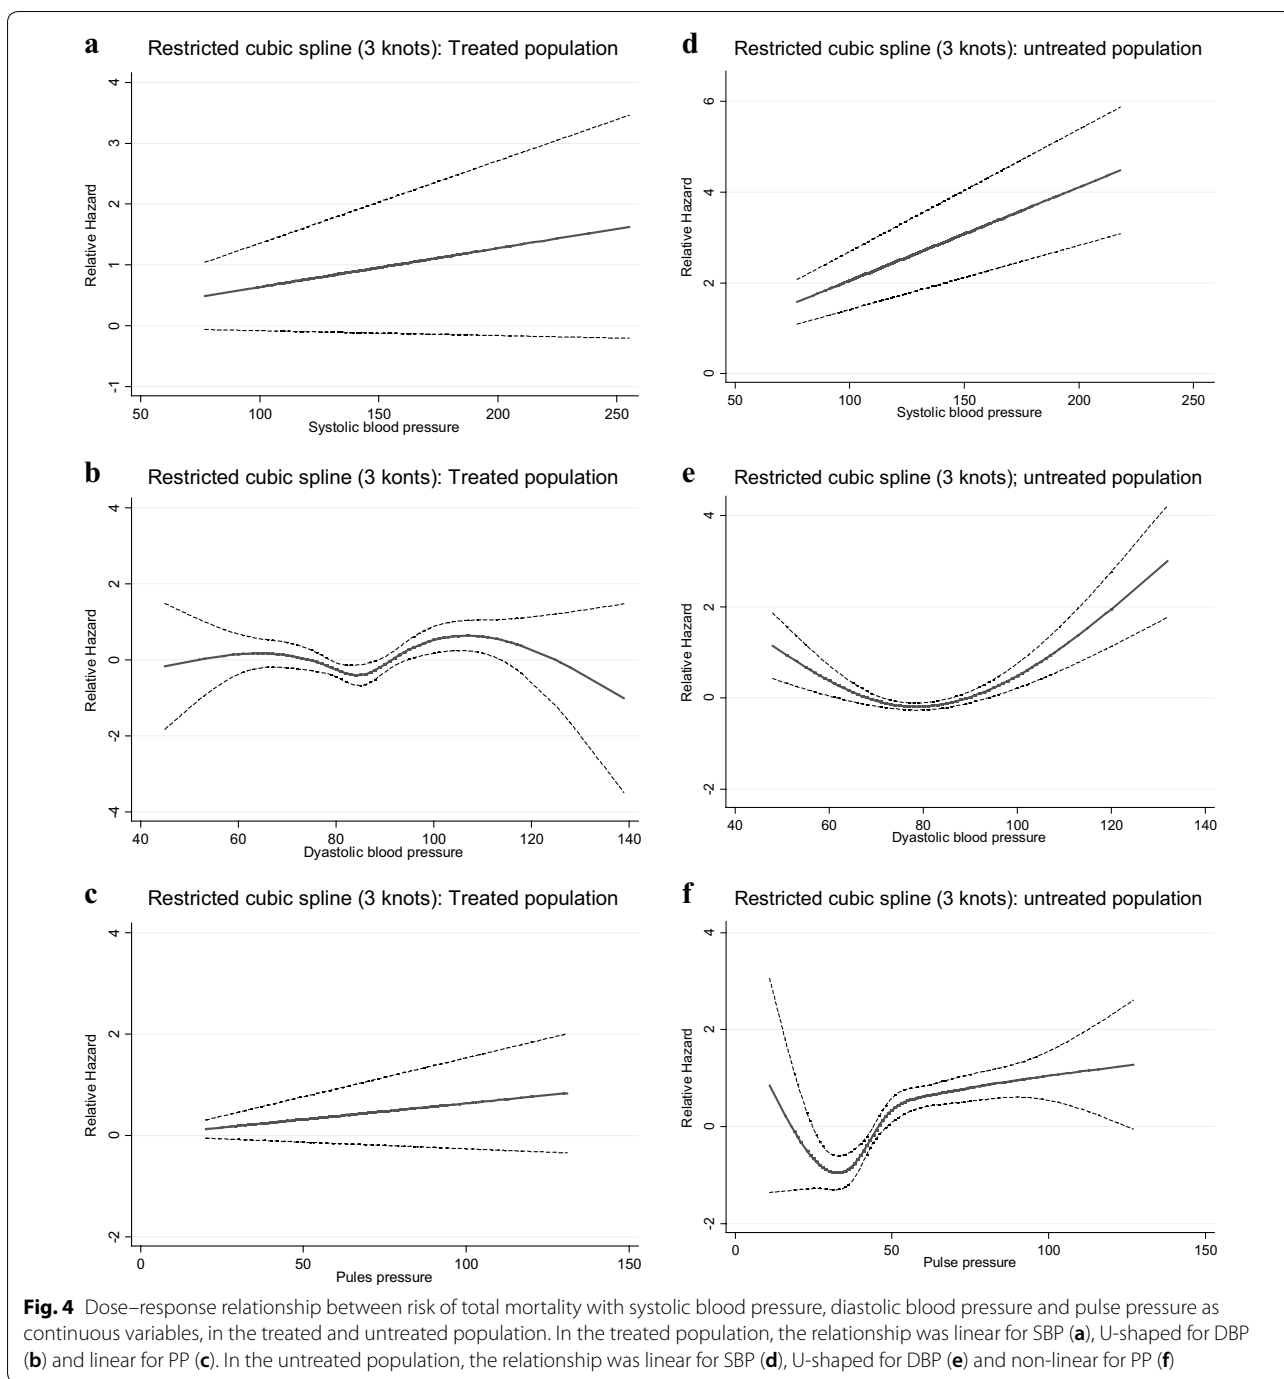 a
Restricted cubic spline (3 knots): Treated population
4
3
2
1
0
-1
Relative Hazard
50
100
150
200
250
Systolic blood pressure
d
Restricted cubic spline (3 knots): untreated population
6
4
2
0
Relative Hazard
50
100
150
200
250
Systolic blood pressure
b
Restricted cubic spline (3 konts): Treated population
4
2
0
-2
-4
Relative Hazard
40
60
80
100
120
140
Dyastolic blood pressure
e
Restricted cubic spline (3 knots); untreated population
4
2
0
-2
Relative Hazard
40
60
80
100
120
140
Dyastolic blood pressure
c
Restricted cubic spline (3 knots): Treated population
4
2
0
-2
Relative Hazard
0
50
100
150
Pules pressure
f
Restricted cubic spline (3 knots): untreated population
4
2
0
-2
Relative Hazard
0
50
100
150
Pulse pressure
Fig. 4 Dose–response relationship between risk of total mortality with systolic blood pressure, diastolic blood pressure and pulse pressure as
continuous variables, in the treated and untreated population. In the treated population, the relationship was linear for SBP (a), U-shaped for DBP
(b) and linear for PP (c). In the untreated population, the relationship was linear for SBP (d), U-shaped for DBP (e) and non-linear for PP (f)